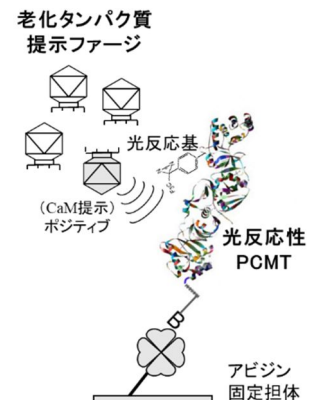 老化タンパク質
提示ファージ
光反応基
（CaM提示）
ポジティブ
光反応性
PCMT
B
アビジン
固定担体